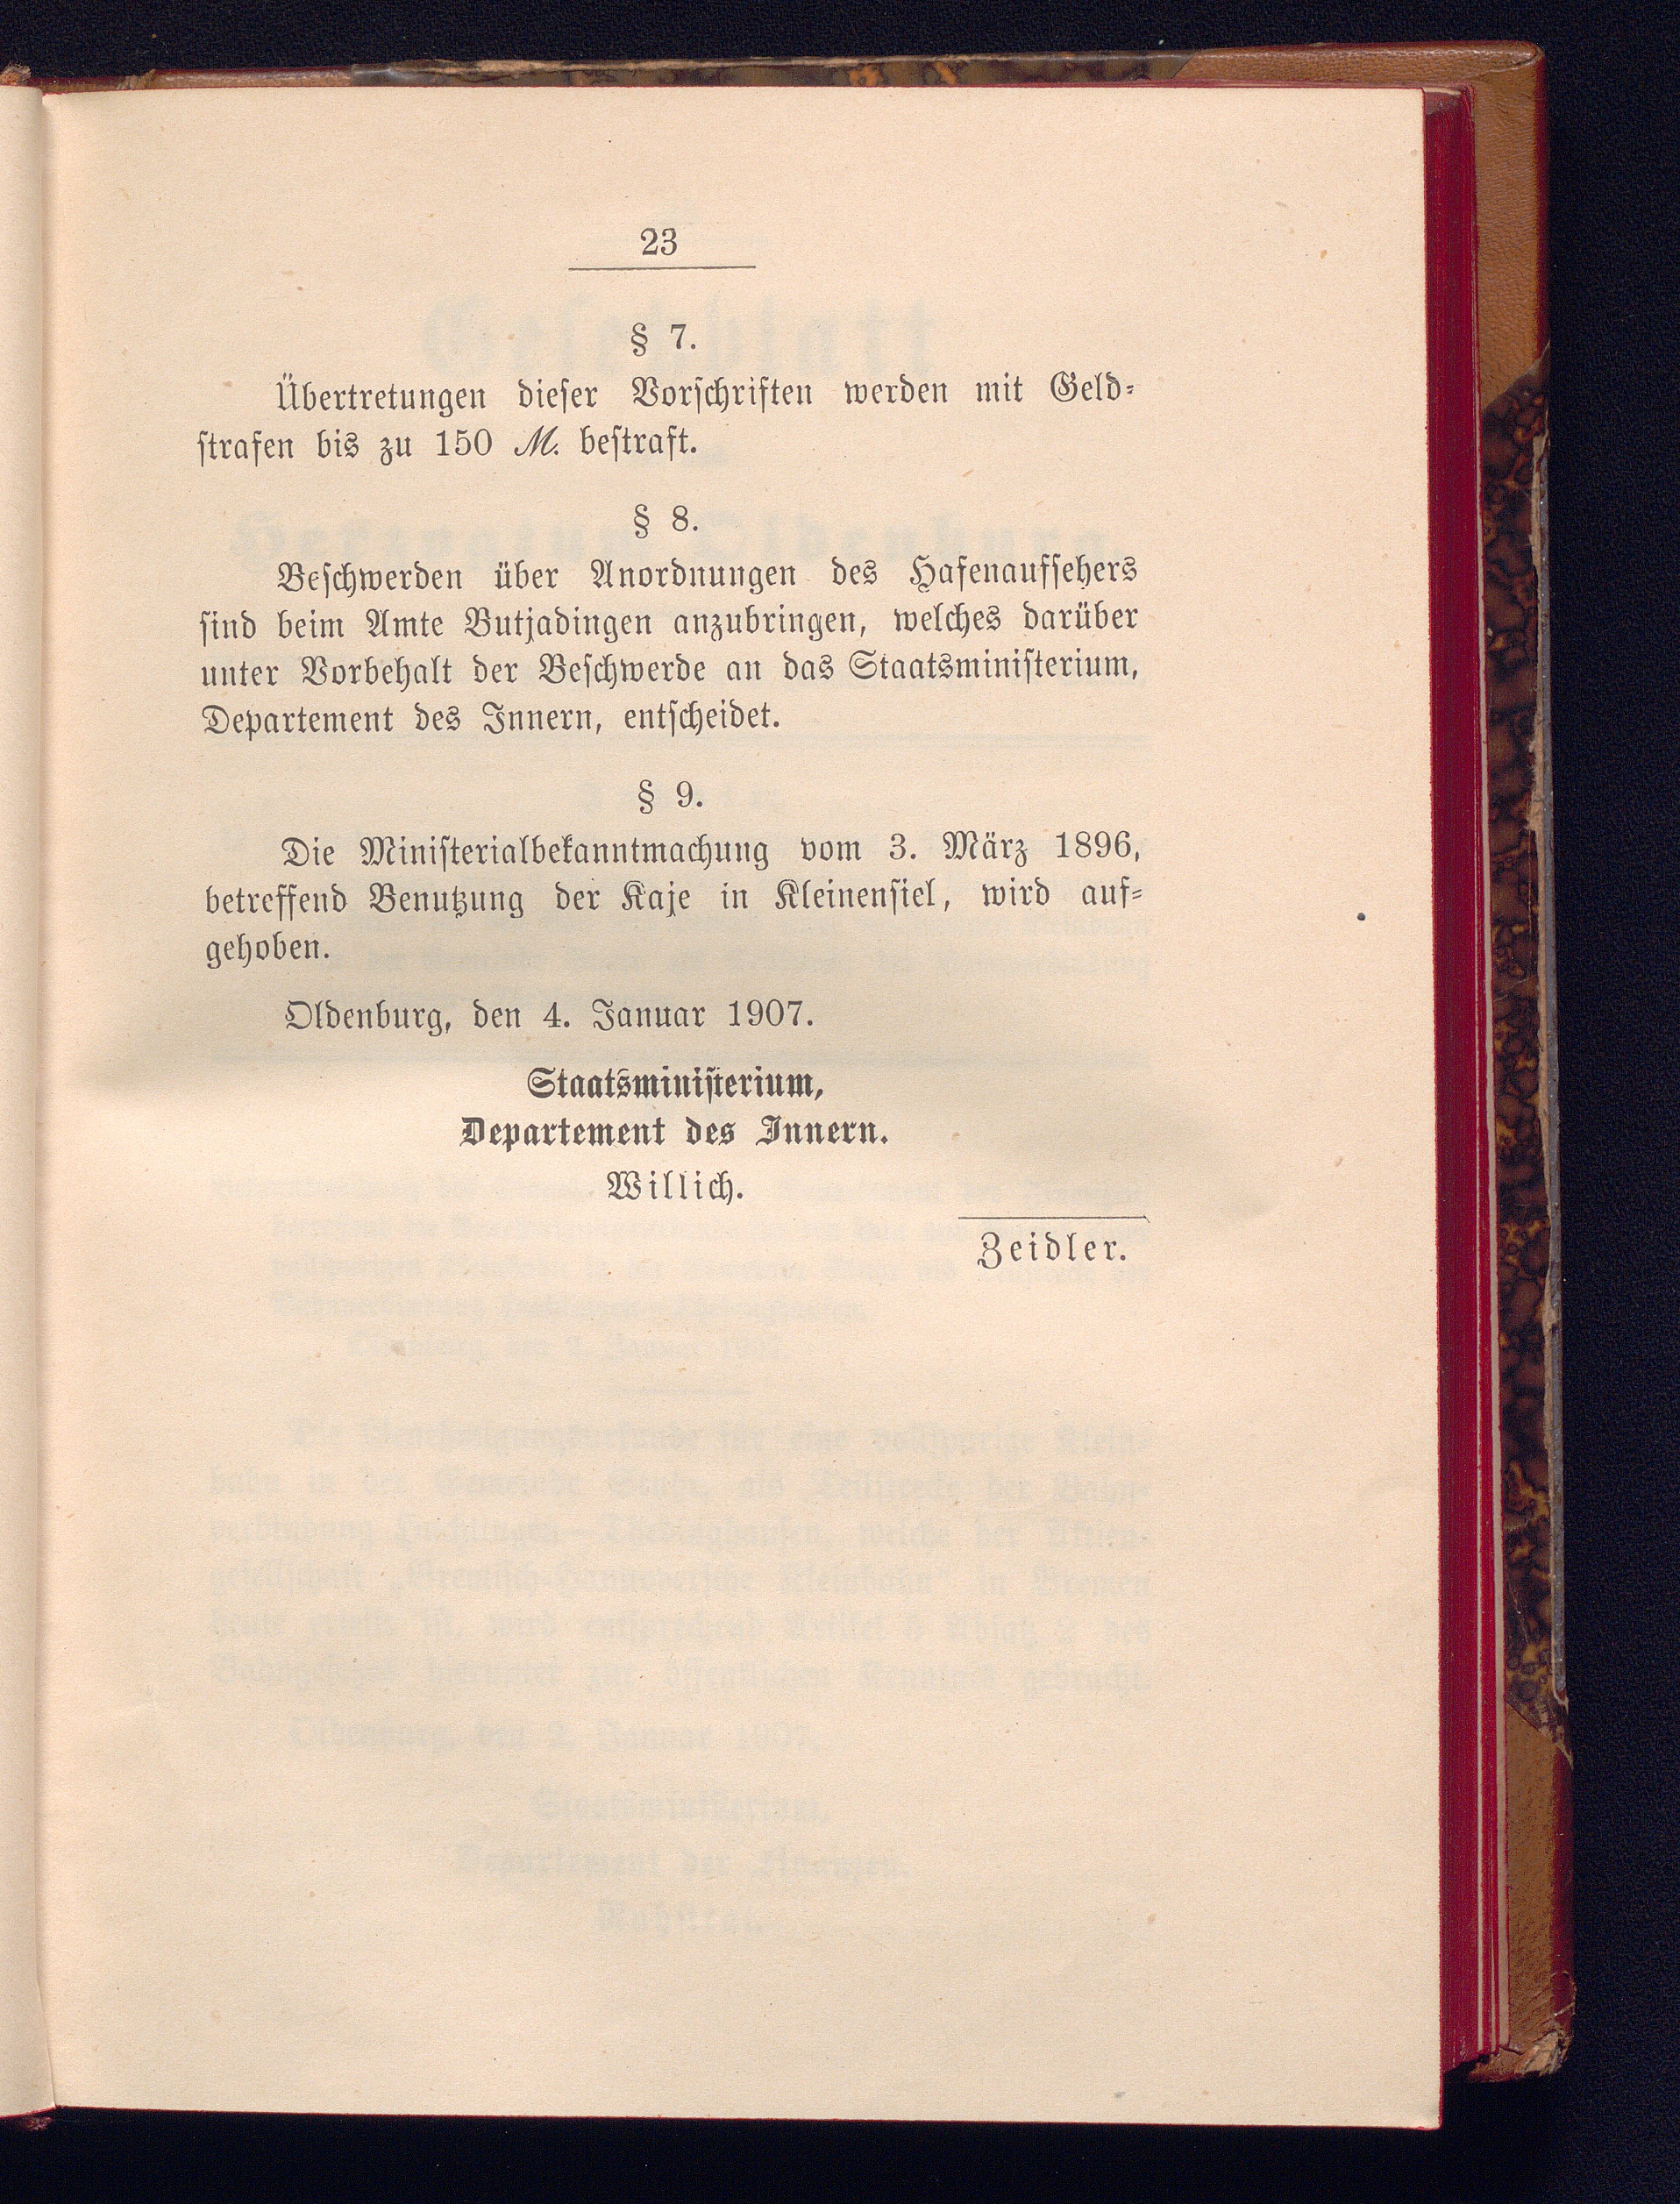 23
§ 7.
Übertretungen dieser Vorschriften werden mit Geld-
strafen bis zu 150 M. bestraft.
§ 8.
Beschwerden über Anordnungen des Hafenaufsehers
sind beim Amte Butjadingen anzubringen, welches darüber
unter Vorbehalt der Beschwerde an das Staatsministerium,
Departement des Innern, entscheidet.
§ 9.
Die Ministerialbekanntmachung vom 3. März 1896,
betreffend Benutzung der Kaje in Kleinensiel, wird auf-
gehoben.
Oldenburg, den 4. Januar 1907.
Staatsministerium,
Departement des Innern.
Willich.
Zeidler.